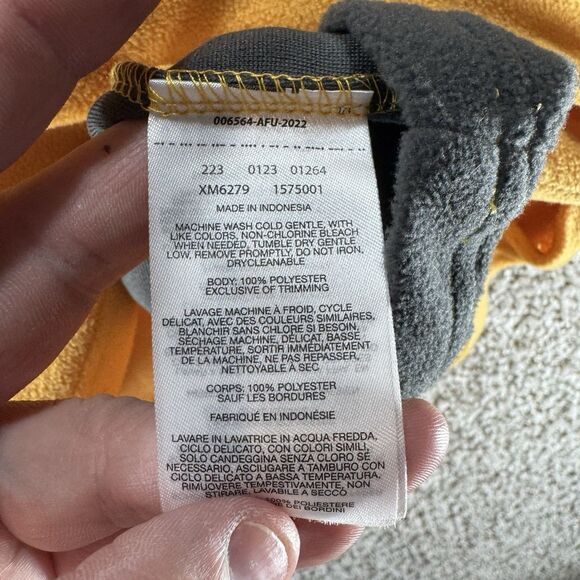 006564-AFU-2022
223 0123 01264
XM6279 1575001
MADE IN INDONESIA
MACHINE WASH COLD GENTLE, WITH
LIKE COLORS, NON-CHLORINE BLEACH
WHEN NEEDED, TUMBLE DRY GENTLE
LOW, REMOVE PROMPTLY, DO NOT IRON.
DRYCLEANABLE
BODY: 100% POLYESTER
EXCLUSIVE OF TRIMMING
LAVAGE MACHINE À FROID, CYCLE
DÉLICAT, AVEC DES COULEURS SIMILAIRES,
BLANCHIR SANS CHLORE SI BESOIN,
SÉCHAGE MACHINE, DÉLICAT, BASSE
TEMPÉRATURE, SORTIR IMMÉDIATEMENT
DE LA MACHINE, NE PAS REPASSER,
NETTOYABLE A SEC
CORPS: 100% POLYESTER
SAUF LES BORDURES
FABRIQUÉ EN INDONÉSIE
LAVARE IN LAVATRICE IN ACQUA FREDDA,
CICLO DELICATO, CON COLORI SIMILI,
SOLO CANDEGGINA SENZA CLORO SE
NECESSARIO, ASCIUGARE A TAMBURO CON
CICLO DELICATO A BASSA TEMPERATURA,
RIMUOVERE TEMPESTIVAMENTE, NON
STIRARE, LAVABILE A SECCO
100% POLIESTERE
DEI BORDINI